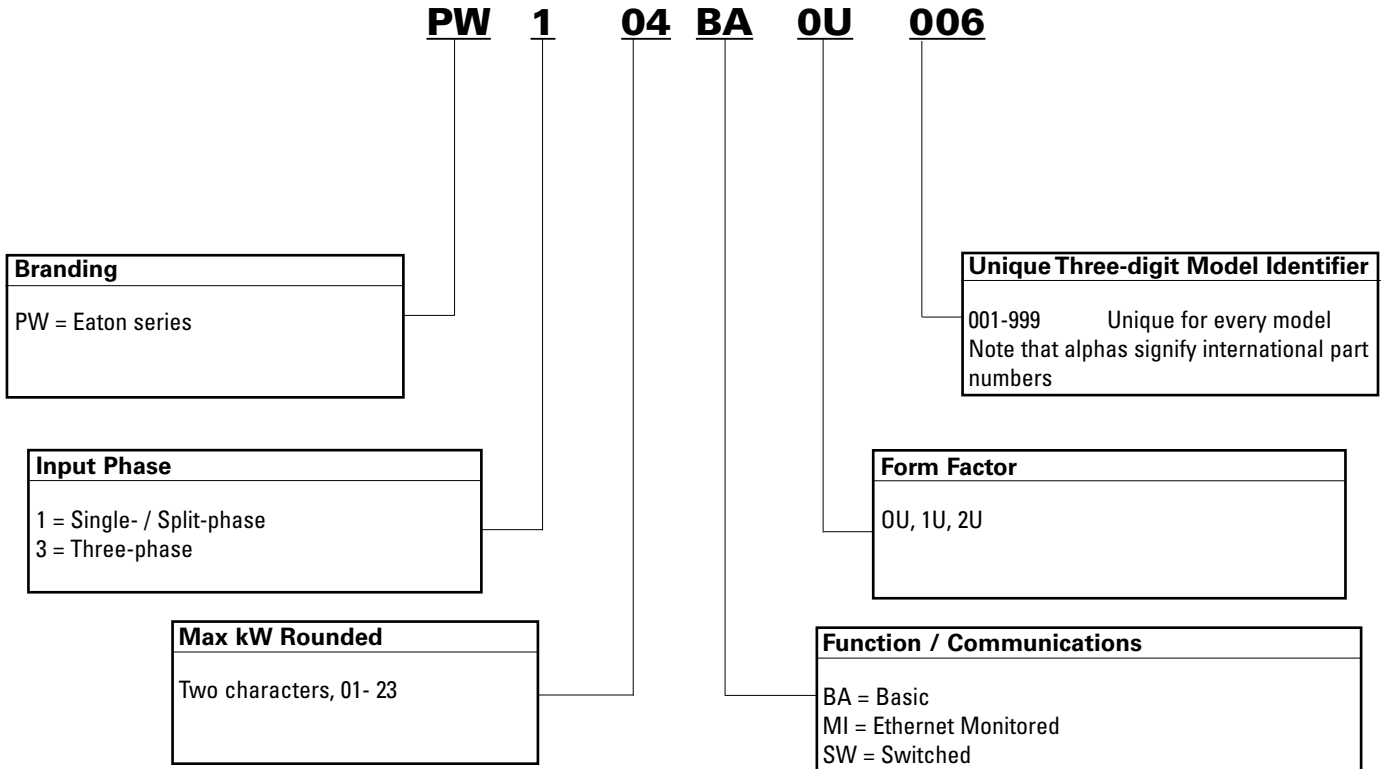 PW 1 04 BA 0U 006
Branding
PW = Eaton series
Unique Three-digit Model Identifier
001-999 Unique for every model
Note that alphas signify international part
numbers
Input Phase
1 = Single- / Split-phase
3 = Three-phase
Form Factor
0U, 1U, 2U
Max kW Rounded
Two characters, 01- 23
Function / Communications
BA = Basic
MI = Ethernet Monitored
SW = Switched